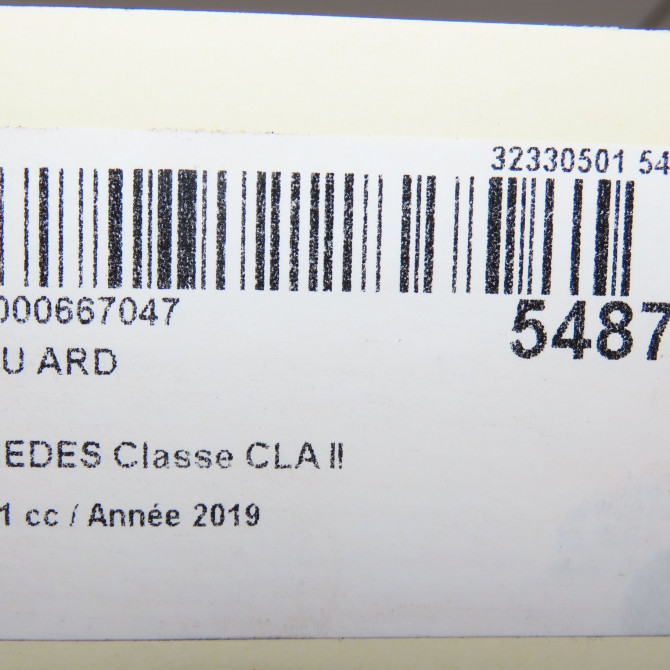 32330501 54
000667047
5487
U ARD
EDES Classe CLA II
1 cc / Année 2019